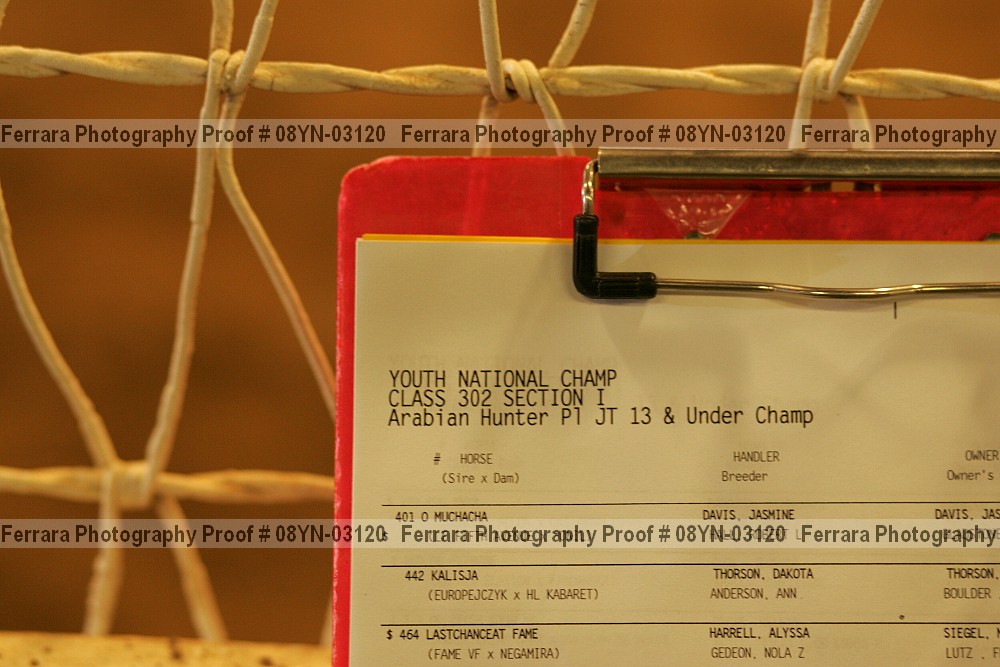 Ferrara Photography Proof # 08YN-03120 Ferrara Photography Proof # 08YN-03120 Ferrara Photography
YOUTH NATIONAL CHAMP
CLASS 302 SECTION I
Arabian Hunter Pl JT 13 & Under Champ
# HORSE HANDLER OWNER
(Sire x Dam) Breeder Owner's
401 O MUCHACHA DAVIS, JASMINE DAVIS, JAS
Ferrara Photography Proof # 08YN-03120 Ferrara Photography Proof # 08YN-03120 Ferrara Photography
442 KALISJA THORSON, DAKOTA THORSON,
(EUROPEJCZYK x HL KABARET) ANDERSON, ANN BOULDER
$ 464 LASTCHANCEAT FAME HARRELL, ALYSSA SIEGEL,
(FAME VF x NEGAMIRA) GEDEON, NOLA Z LUTZ , F